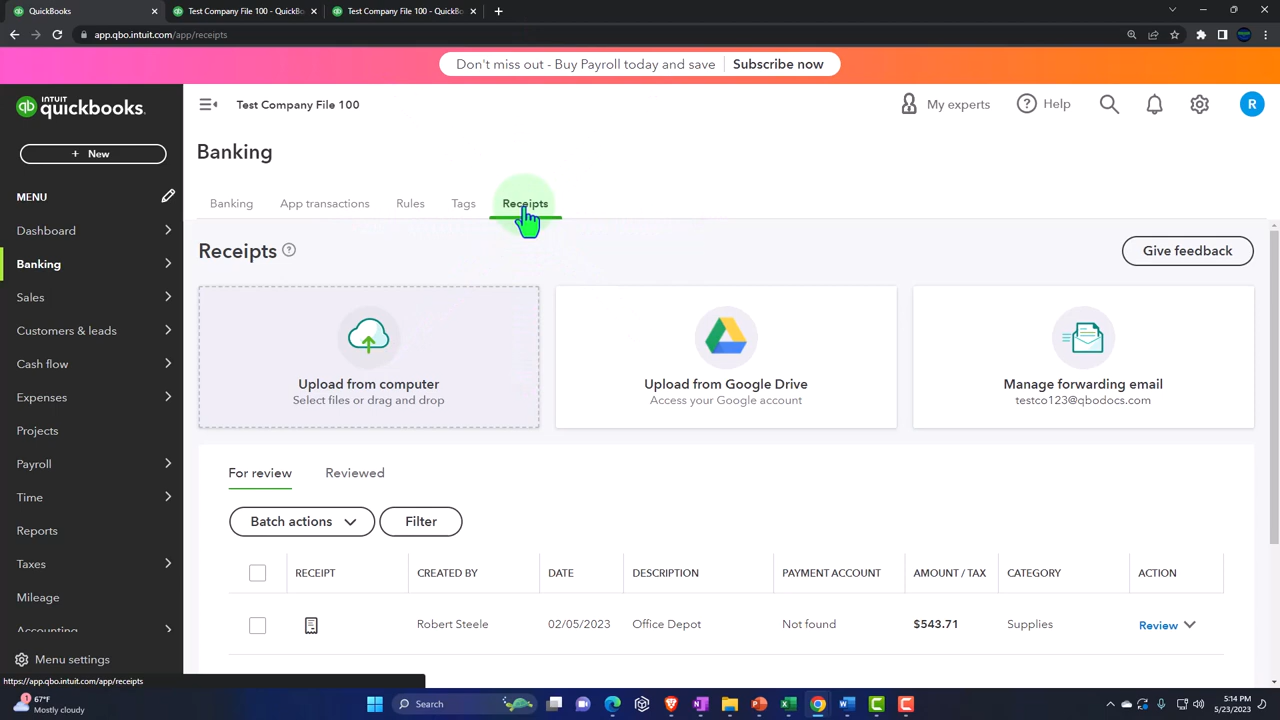 QuickBooks
QuickBooks Test Company File 100
QuickBooks Test Company File 100
app.qbo.intuit.com/app/receipts
Don't miss out - Buy Payroll today and save Subscribe now
INTUIT
qb quickbooks.
Test Company File 100
My experts
Help
R
+ New
Banking
MENU
Banking
App transactions
Rules
Tags
Receipts
Dashboard
Banking
Sales
Customers & leads
Cash flow
Expenses
Projects
Payroll
Time
Reports
Taxes
Mileage
Accounting
Menu settings
Receipts
Give feedback
Upload from computer
Select files or drag and drop
Upload from Google Drive
Access your Google account
Manage forwarding email
testco123@qbodocs.com
For review
Reviewed
Batch actions
Filter
RECEIPT CREATED BY DATE DESCRIPTION PAYMENT ACCOUNT AMOUNT / TAX CATEGORY ACTION
Robert Steele 02/05/2023 Office Depot Not found $543.71 Supplies Review
https://app.qbo.intuit.com/app/receipts
67°F
Mostly cloudy
Search
5:14 PM
5/23/2023